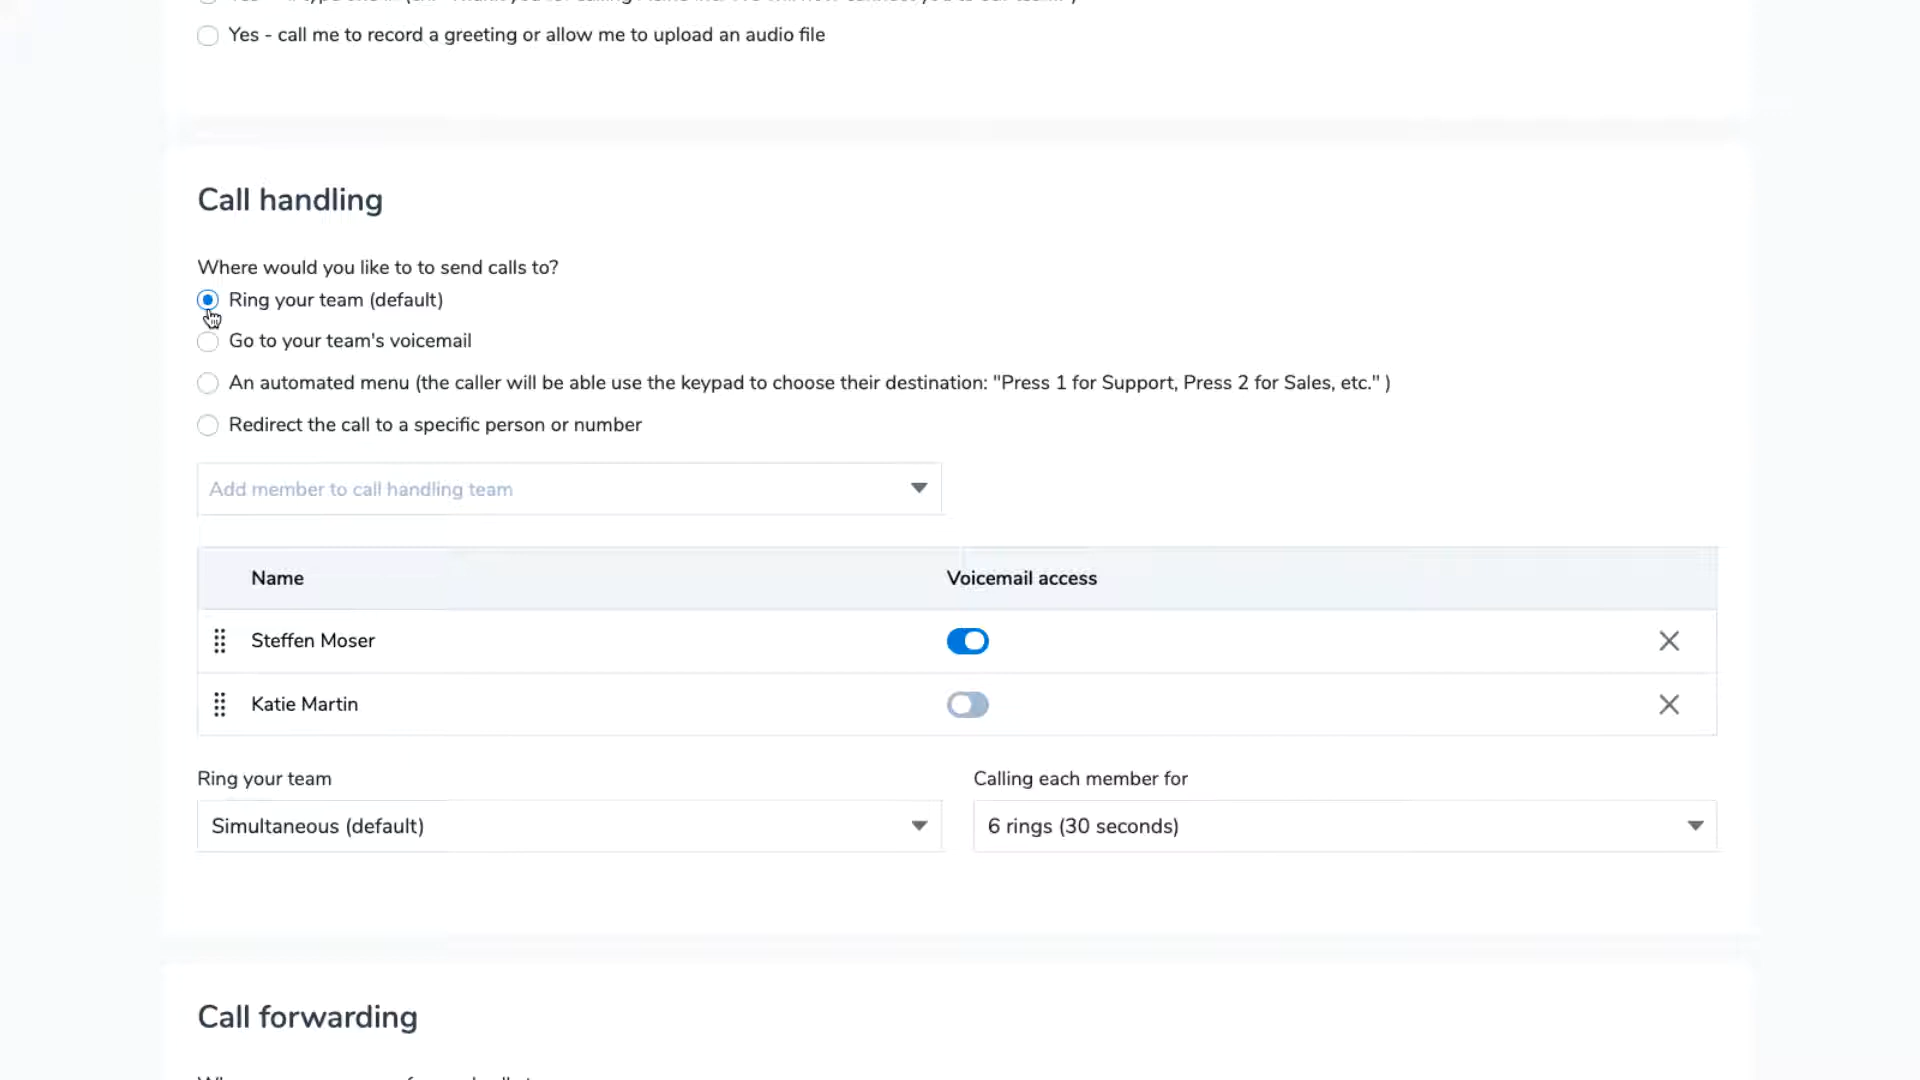 Yes - call me to record a greeting or allow me to upload an audio file
Call handling
Where would you like to to send calls to?
Ring your team (default)
Go to your team's voicemail
An automated menu (the caller will be able use the keypad to choose their destination: "Press 1 for Support, Press 2 for Sales, etc." )
Redirect the call to a specific person or number
Add member to call handling team
Name Voicemail access
Steffen Moser
Katie Martin
Ring your team Calling each member for
Simultaneous (default) 6 rings (30 seconds)
Call forwarding